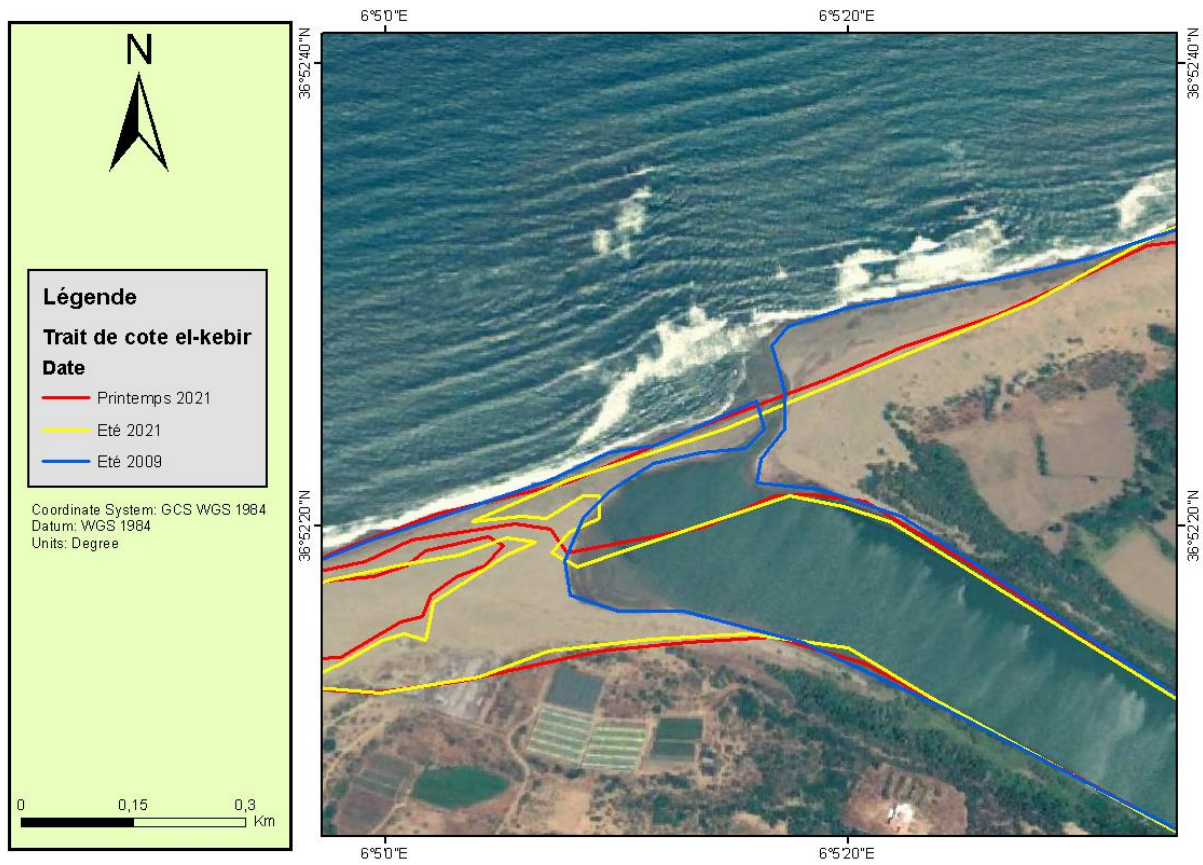 N
Légende
Trait de cote el-kebir
Date
Printemps 2021
Eté 2021
Eté 2009
Coordinate System: GCS WGS 1984
Datum: WGS 1984
Units: Degree
0 0,15 0,3
Km
6°5'0"E 6°5'20"E
36°52'40"N 36°52'40"N
36°52'20"N 36°52'20"N
6°5'0"E 6°5'20"E